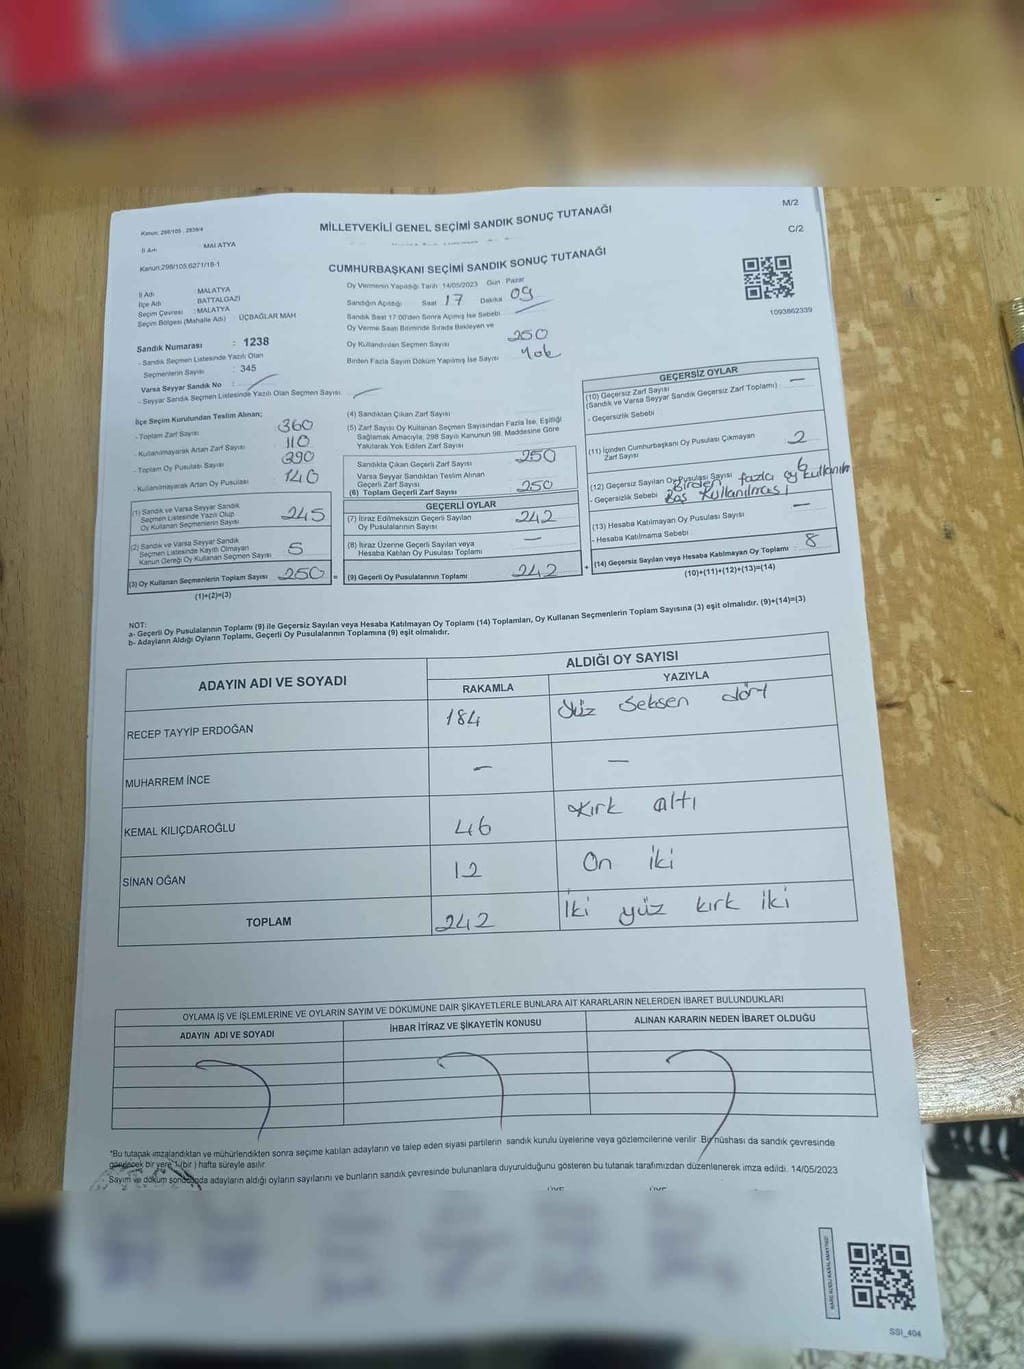 M/2
Kanun: 298/105 , 2839/4
MİLLETVEKİLİ GENEL SEÇİMİ SANDIK SONUÇ TUTANAĞI
İl Adı : MALATYA
C/2
Kanun:298/105 6271/18-1
CUMHURBAŞKANI SEÇİMİ SANDIK SONUÇ TUTANAĞI
İl Adı : MALATYA
İlçe Adı : BATTALGAZİ
Seçim Çevresi : MALATYA
Seçim Bölgesi (Mahalle Adı) : ÜÇBAĞLAR MAH
Sandık Numarası : 1238
- Sandık Seçmen Listesinde Yazılı Olan
Seçmenlerin Sayısı : 345
Varsa Seyyar Sandık No :
- Seyyar Sandık Seçmen Listesinde Yazılı Olan Seçmen Sayısı
Oy Vermenin Yapıldığı Tarih :14/05/2023 Gün : Pazar
Sandığın Açıldığı : Saat 17 Dakika 09
Sandık Saat 17:00'den Sonra Açılmış İse Sebebi
Oy Verme Saati Bitiminde Sırada Bekleyen ve
Oy Kullandırılan Seçmen Sayısı 250
Birden Fazla Sayım Döküm Yapılmış İse Sayısı Yok
1093862339
İlçe Seçim Kurulundan Teslim Alınan;
- Toplam Zarf Sayısı 360
- Kullanılmayarak Artan Zarf Sayısı 110
- Toplam Oy Pusulası Sayısı 390
- Kullanılmayarak Artan Oy Pusulası 140
(1) Sandık ve Varsa Seyyar Sandık
Seçmen Listesinde Yazılı Olup
Oy Kullanan Seçmenlerin Sayısı 245
(2) Sandık ve Varsa Seyyar Sandık
Seçmen Listesinde Kayıtlı Olmayan
Kanun Gereği Oy Kullanan Seçmen Sayısı 5
(3) Oy Kullanan Seçmenlerin Toplam Sayısı 250 =
(1)+(2)=(3)
(4) Sandıktan Çıkan Zarf Sayısı
(5) Zarf Sayısı Oy Kullanan Seçmen Sayısından Fazla İse, Eşitliği
Sağlamak Amacıyla, 298 Sayılı Kanunun 98. Maddesine Göre
Yakılarak Yok Edilen Zarf Sayısı
Sandıkta Çıkan Geçerli Zarf Sayısı 250
Varsa Seyyar Sandıktan Teslim Alınan
Geçerli Zarf Sayısı
(6) Toplam Geçerli Zarf Sayısı 250
GEÇERLİ OYLAR
(7) İtiraz Edilmeksizin Geçerli Sayılan
Oy Pusulalarının Sayısı 242
(8) İtiraz Üzerine Geçerli Sayılan veya
Hesaba Katılan Oy Pusulası Toplamı —
(9) Geçerli Oy Pusulalarının Toplamı 242 +
GEÇERSİZ OYLAR
(10) Geçersiz Zarf Sayısı —
(Sandık ve Varsa Seyyar Sandık Geçersiz Zarf Toplamı)
- Geçersizlik Sebebi
(11) İçinden Cumhurbaşkanı Oy Pusulası Çıkmayan
Zarf Sayısı 2
(12) Geçersiz Sayılan Oy Pusulası Sayısı 6
- Geçersizlik Sebebi Birden fazla oy kullanım
Boş Kullanılması
(13) Hesaba Katılmayan Oy Pusulası Sayısı —
- Hesaba Katılmama Sebebi
(14) Geçersiz Sayılan veya Hesaba Katılmayan Oy Toplamı : 8
(10)+(11)+(12)+(13)=(14)
NOT:
a- Geçerli Oy Pusulalarının Toplamı (9) ile Geçersiz Sayılan veya Hesaba Katılmayan Oy Toplamı (14) Toplamları, Oy Kullanan Seçmenlerin Toplam Sayısına (3) eşit olmalıdır. (9)+(14)=(3)
b- Adayların Aldığı Oyların Toplamı, Geçerli Oy Pusulalarının Toplamına (9) eşit olmalıdır.
ADAYIN ADI VE SOYADI
ALDIĞI OY SAYISI
RAKAMLA YAZIYLA
RECEP TAYYİP ERDOĞAN 184 Yüz Seksen dört
MUHARREM İNCE — —
KEMAL KILIÇDAROĞLU 46 Kırk altı
SİNAN OĞAN 12 On iki
TOPLAM 242 İki yüz kırk iki
OYLAMA İŞ VE İŞLEMLERİNE VE OYLARIN SAYIM VE DÖKÜMÜNE DAİR ŞİKAYETLERLE BUNLARA AİT KARARLARIN NELERDEN İBARET BULUNDUKLARI
ADAYIN ADI VE SOYADI İHBAR İTİRAZ VE ŞİKAYETİN KONUSU ALINAN KARARIN NEDEN İBARET OLDUĞU
*Bu tutanak imzalandıktan ve mühürlendikten sonra seçime katılan adayların ve talep eden siyasi partilerin sandık kurulu üyelerine veya gözlemcilerine verilir. Bir nüshası da sandık çevresinde
görülecek bir yere 1 (bir ) hafta süreyle asılır.
Sayım ve döküm sonucunda adayların aldığı oyların sayılarını ve bunların sandık çevresinde bulunanlara duyurulduğunu gösteren bu tutanak tarafımızdan düzenlenerek imza edildi. 14/05/2023
ÜYE ÜYE
SSI_404